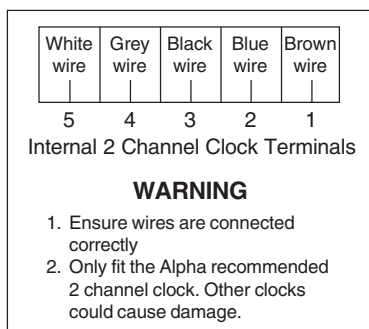 White Grey Black Blue Brown
wire wire wire wire wire
5 4 3 2 1
Internal 2 Channel Clock Terminals
WARNING
1. Ensure wires are connected
correctly
2. Only fit the Alpha recommended
2 channel clock. Other clocks
could cause damage.